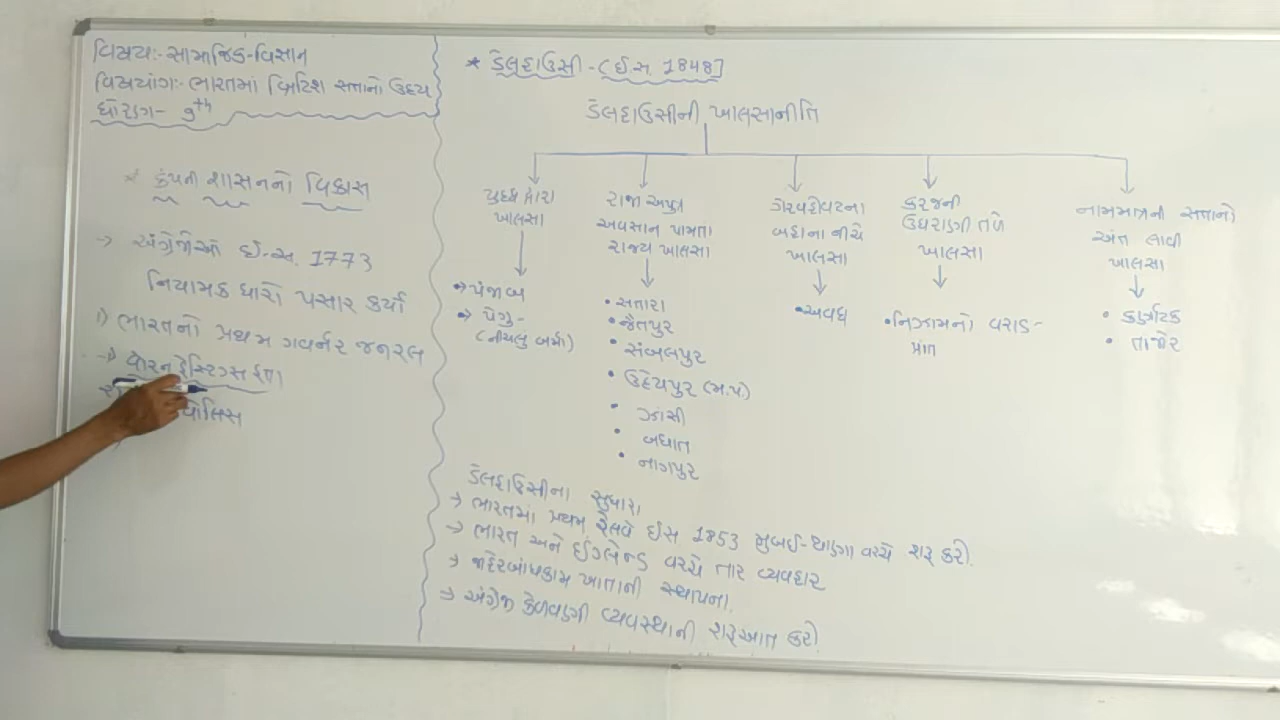 વિષય:- સામાજિક-વિજ્ઞાન
વિષયાંગ:- ભારતમાં બ્રિટિશ સત્તાનો ઉદય
ધોરણ- 9th
* કંપની શાસનનો વિકાસ
→ અંગ્રેજીઓ ઈ.સ. 1773
નિયામક ધારો પસાર કર્યો
1) ભારતનો પ્રથમ ગવર્નર જનરલ
→ વોરન હેસ્ટિંગ્સ હતા
* ડેલહાઉસી - (ઈ.સ. 1848]
ડેલહાઉસીની ખાલસાનીતિ
યુદ્ધ દ્વારા
ખાલસા
• પંજાબ
• પેગુ-
(નીચલુ બર્મા)
રાજા અપુત્ર
અવસાન પામતા
રાજ્ય ખાલસા
• સતારા
• જૈતપુર
• સંબલપુર
• ઉદેયપુર (મ.પ્ર.)
• ઝાંસી
• બઘાત
• નાગપુર
ગેરવહીવટના
બહાના નીચે
ખાલસા
• અવધ
કરજની
ઉઘરાણી તળે
ખાલસા
• નિઝામનો વરાડ-
પ્રાંત
નામમાત્રની સત્તાનો
અંત લાવી
ખાલસા
• કર્ણાટક
• તાંજોર
ડેલહાઉસીના સુધારા
→ ભારતમાં પ્રથમ રેલવે ઈસ 1853 મુંબઈ-થાણા વચ્ચે શરૂ કરી.
→ ભારત અને ઈંગ્લેન્ડ વચ્ચે તાર વ્યવહાર
→ જાહેરબાંધકામ ખાતાની સ્થાપના.
→ અંગ્રેજી કેળવણી વ્યવસ્થાની શરૂઆત કરી.